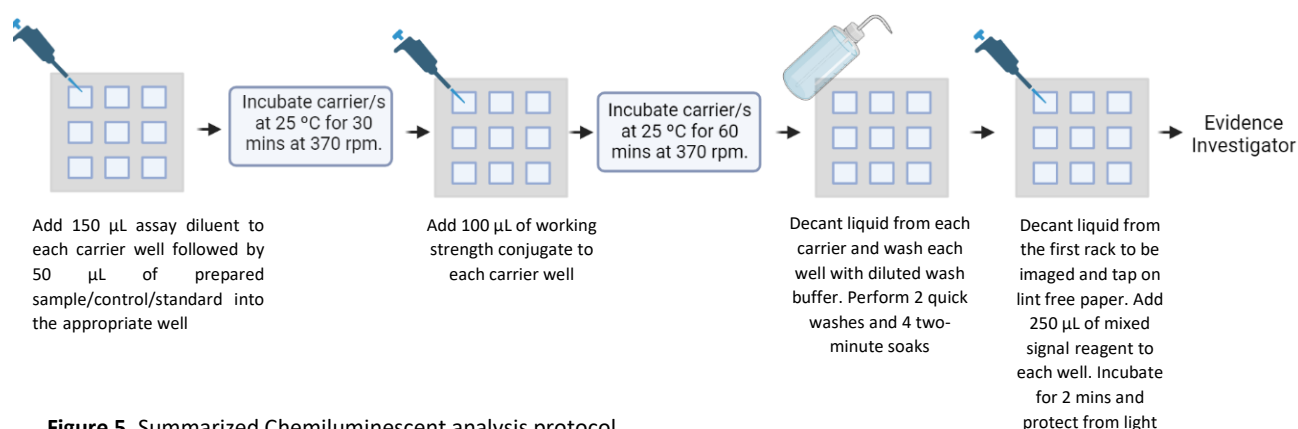 Incubate carrier/s
at 25 ºC for 30
mins at 370 rpm.
Incubate carrier/s
at 25 ºC for 60
mins at 370 rpm.
Evidence
Investigator
Add 150 µL assay diluent to
each carrier well followed by
50 µL of prepared
sample/control/standard into
the appropriate well
Add 100 µL of working
strength conjugate to
each carrier well
Decant liquid from each
carrier and wash each
well with diluted wash
buffer. Perform 2 quick
washes and 4 two-
minute soaks
Decant liquid from
the first rack to be
imaged and tap on
lint free paper. Add
250 µL of mixed
signal reagent to
each well. Incubate
for 2 mins and
protect from light
Figure 5. Summarized Chemiluminescent analysis protocol